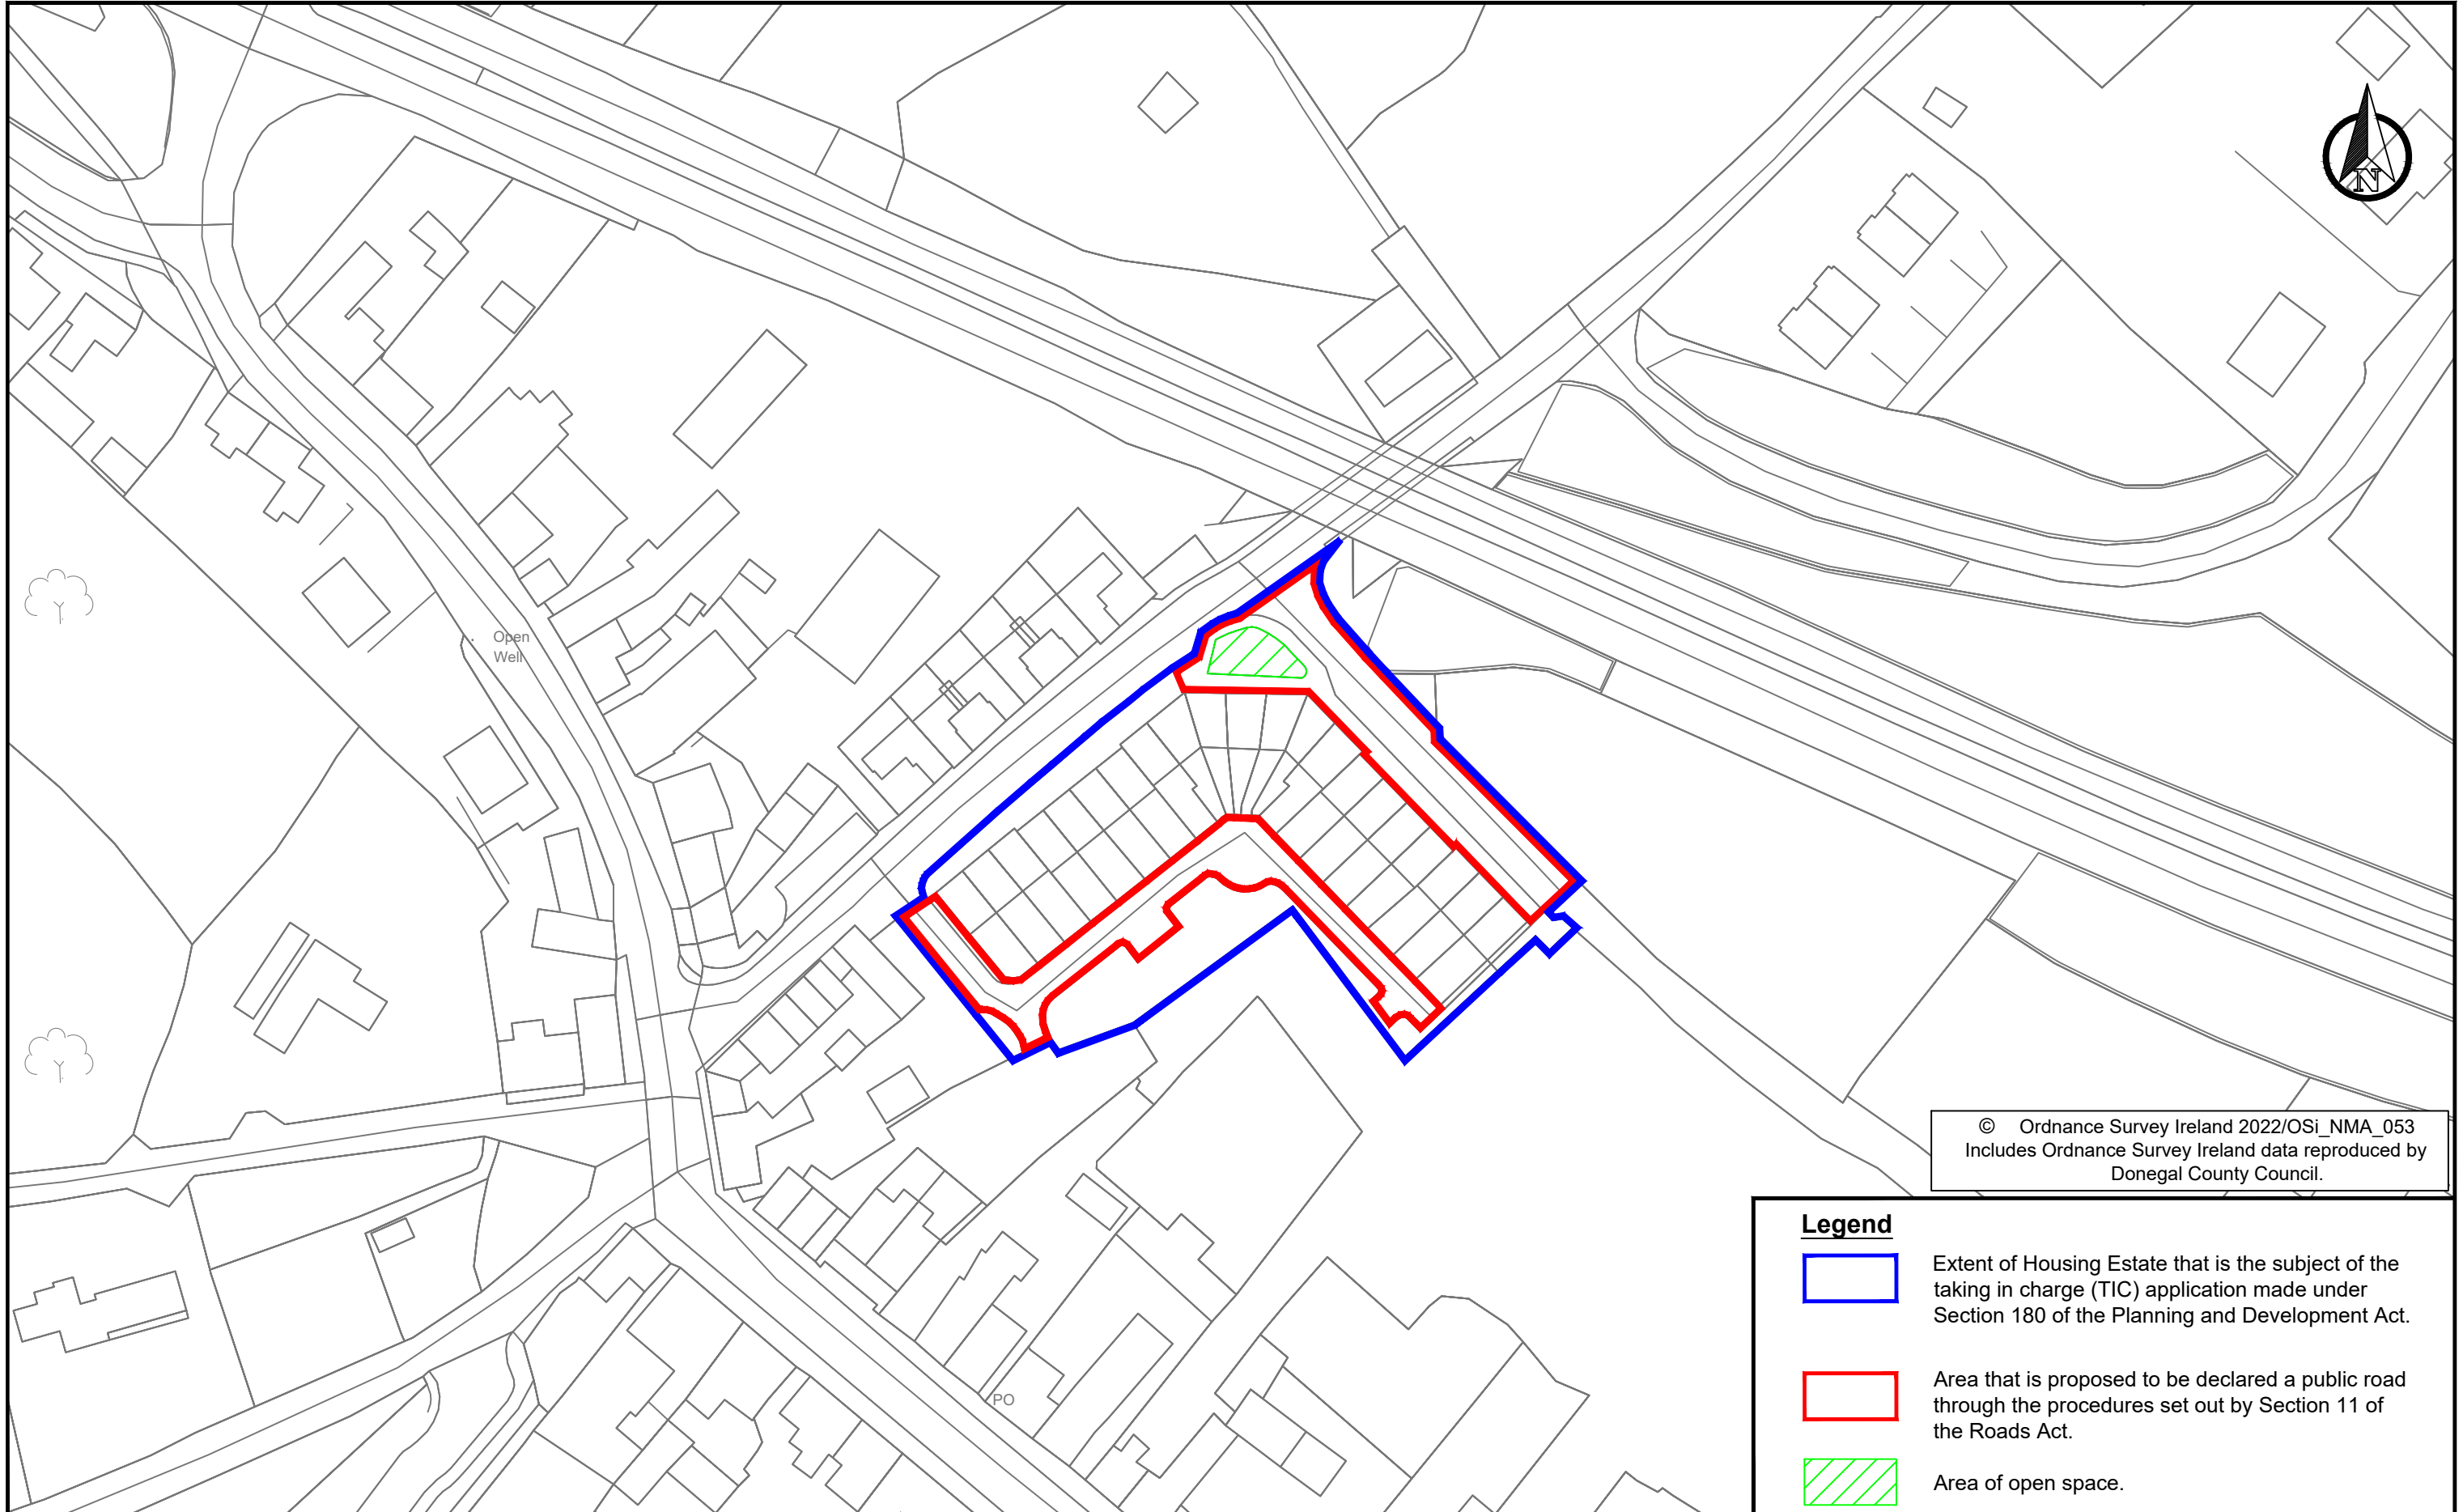 N
Open
Well
PO
© Ordnance Survey Ireland 2022/OSi_NMA_053
Includes Ordnance Survey Ireland data reproduced by
Donegal County Council.
Legend
Extent of Housing Estate that is the subject of the
taking in charge (TIC) application made under
Section 180 of the Planning and Development Act.
Area that is proposed to be declared a public road
through the procedures set out by Section 11 of
the Roads Act.
Area of open space.